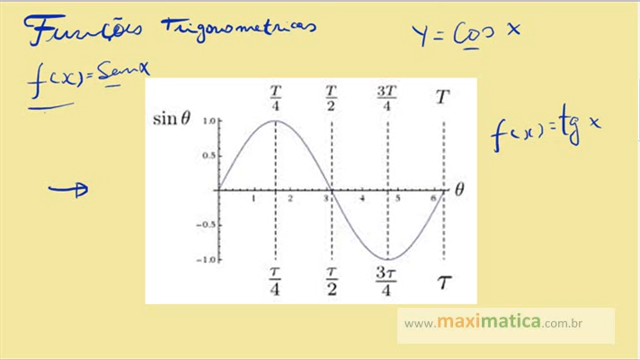 Funções Trigonometricas
f(x)=Senx
Y = Cos x
f(x)=tg x
T/4 T/2 3T/4 T
sin θ
1.0
0.5
-0.5
-1.0
1 2 3 4 5 6
θ
τ/4 τ/2 3τ/4 τ
www.maximatica.com.br